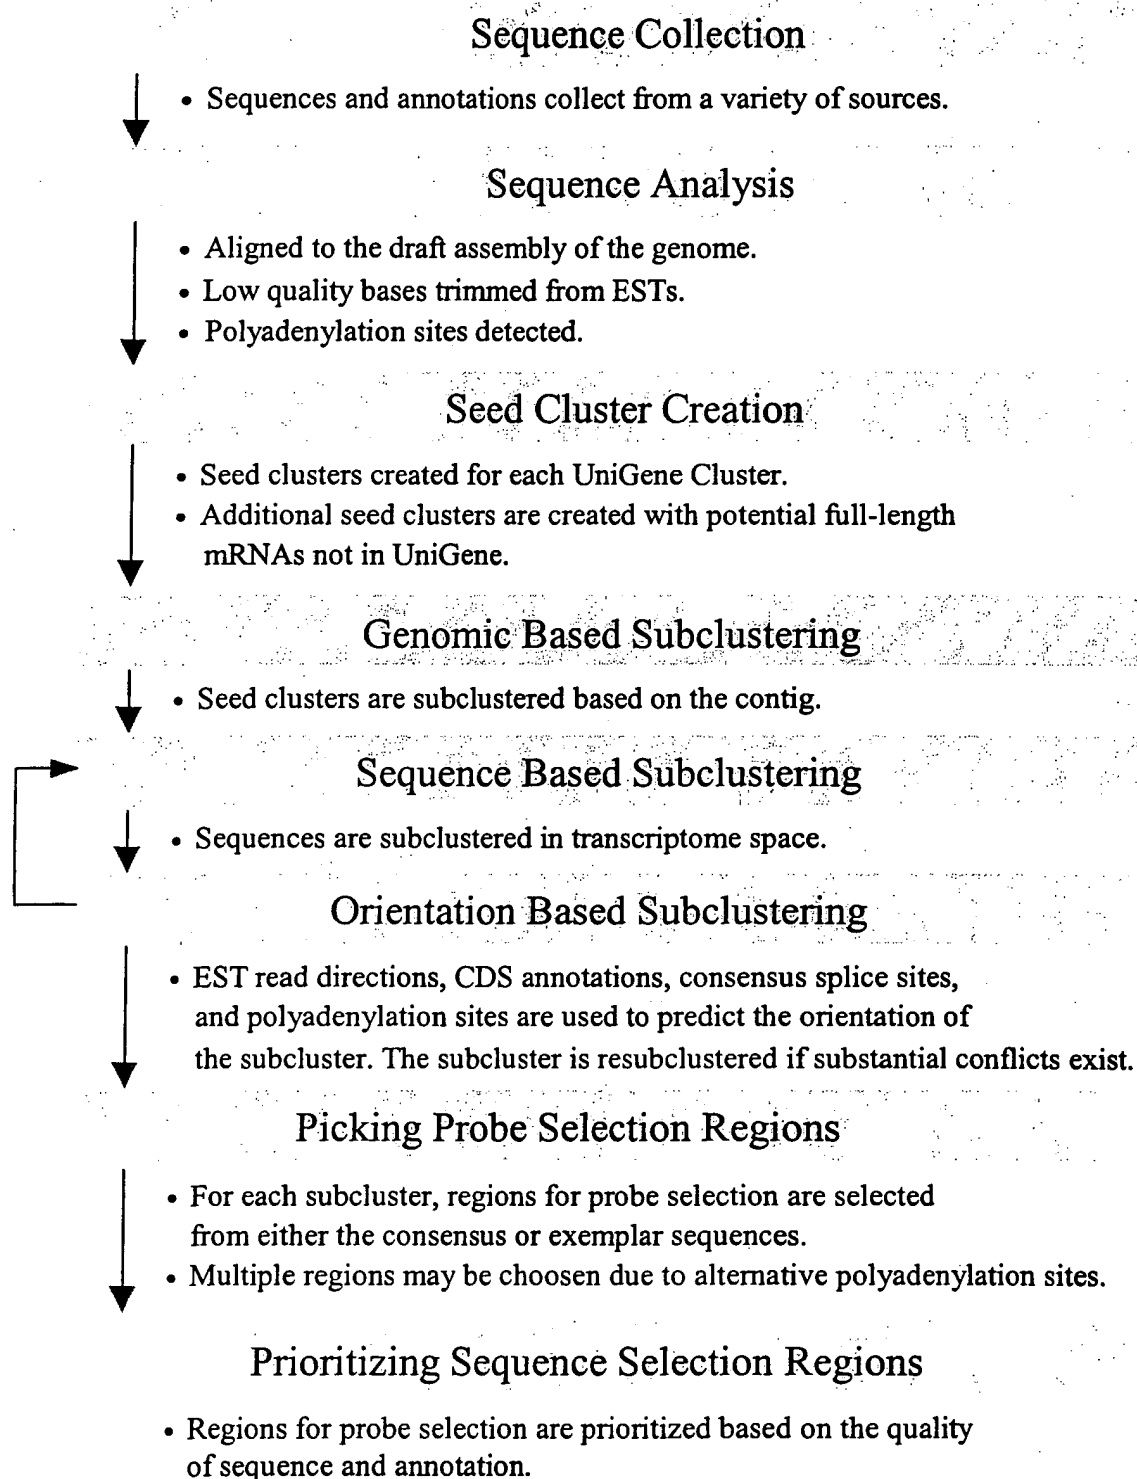 Sequence Collection
• Sequences and annotations collect from a variety of sources.
Sequence Analysis
• Aligned to the draft assembly of the genome.
• Low quality bases trimmed from ESTs.
• Polyadenylation sites detected.
Seed Cluster Creation
• Seed clusters created for each UniGene Cluster.
• Additional seed clusters are created with potential full-length
mRNAs not in UniGene.
Genomic Based Subclustering
• Seed clusters are subclustered based on the contig.
Sequence Based Subclustering
• Sequences are subclustered in transcriptome space.
Orientation Based Subclustering
• EST read directions, CDS annotations, consensus splice sites,
and polyadenylation sites are used to predict the orientation of
the subcluster. The subcluster is resubclustered if substantial conflicts exist.
Picking Probe Selection Regions
• For each subcluster, regions for probe selection are selected
from either the consensus or exemplar sequences.
• Multiple regions may be choosen due to alternative polyadenylation sites.
Prioritizing Sequence Selection Regions
• Regions for probe selection are prioritized based on the quality
of sequence and annotation.